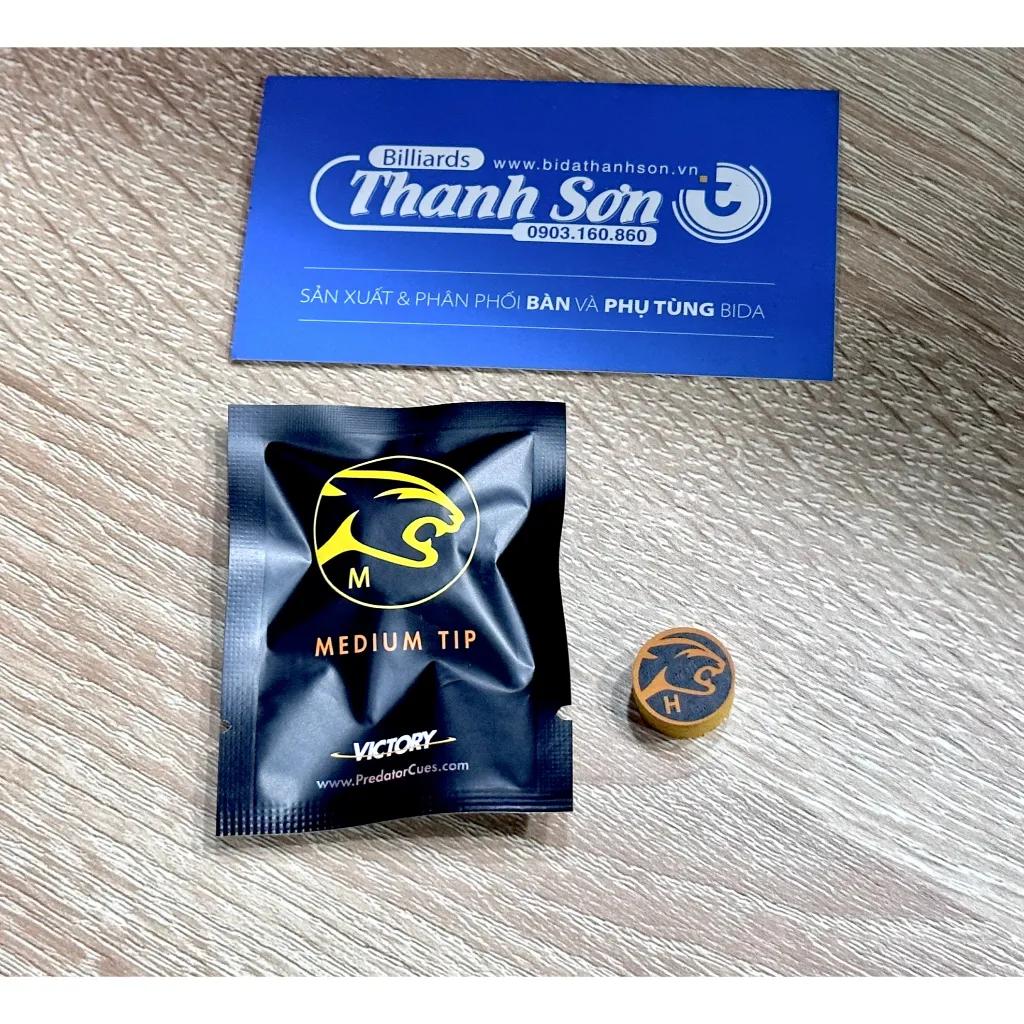 Billiards
www.bidathanhson.vn
Thanh Sơn
0903.160.860
SẢN XUẤT & PHÂN PHỐI BÀN VÀ PHỤ TÙNG BIDA
M
MEDIUM TIP
H
VICTORY
www.PredatorCues.com